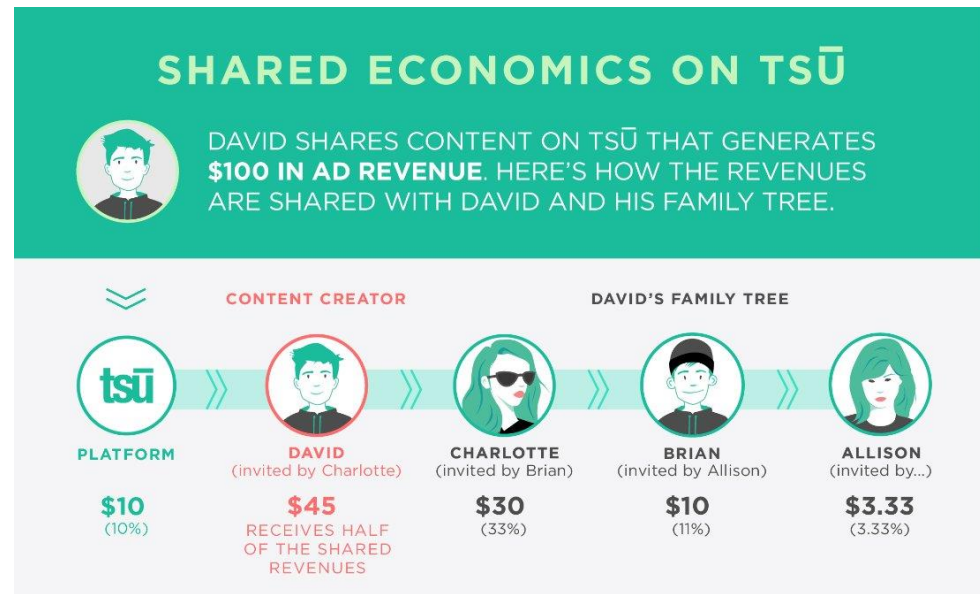 SHARED ECONOMICS ON TSŪ
DAVID SHARES CONTENT ON TSŪ THAT GENERATES
$100 IN AD REVENUE. HERE'S HOW THE REVENUES
ARE SHARED WITH DAVID AND HIS FAMILY TREE.
CONTENT CREATOR
DAVID'S FAMILY TREE
tsū
PLATFORM
$10
(10%)
DAVID
(invited by Charlotte)
$45
RECEIVES HALF
OF THE SHARED
REVENUES
CHARLOTTE
(invited by Brian)
$30
(33%)
BRIAN
(invited by Allison)
$10
(11%)
ALLISON
(invited by...)
$3.33
(3.33%)